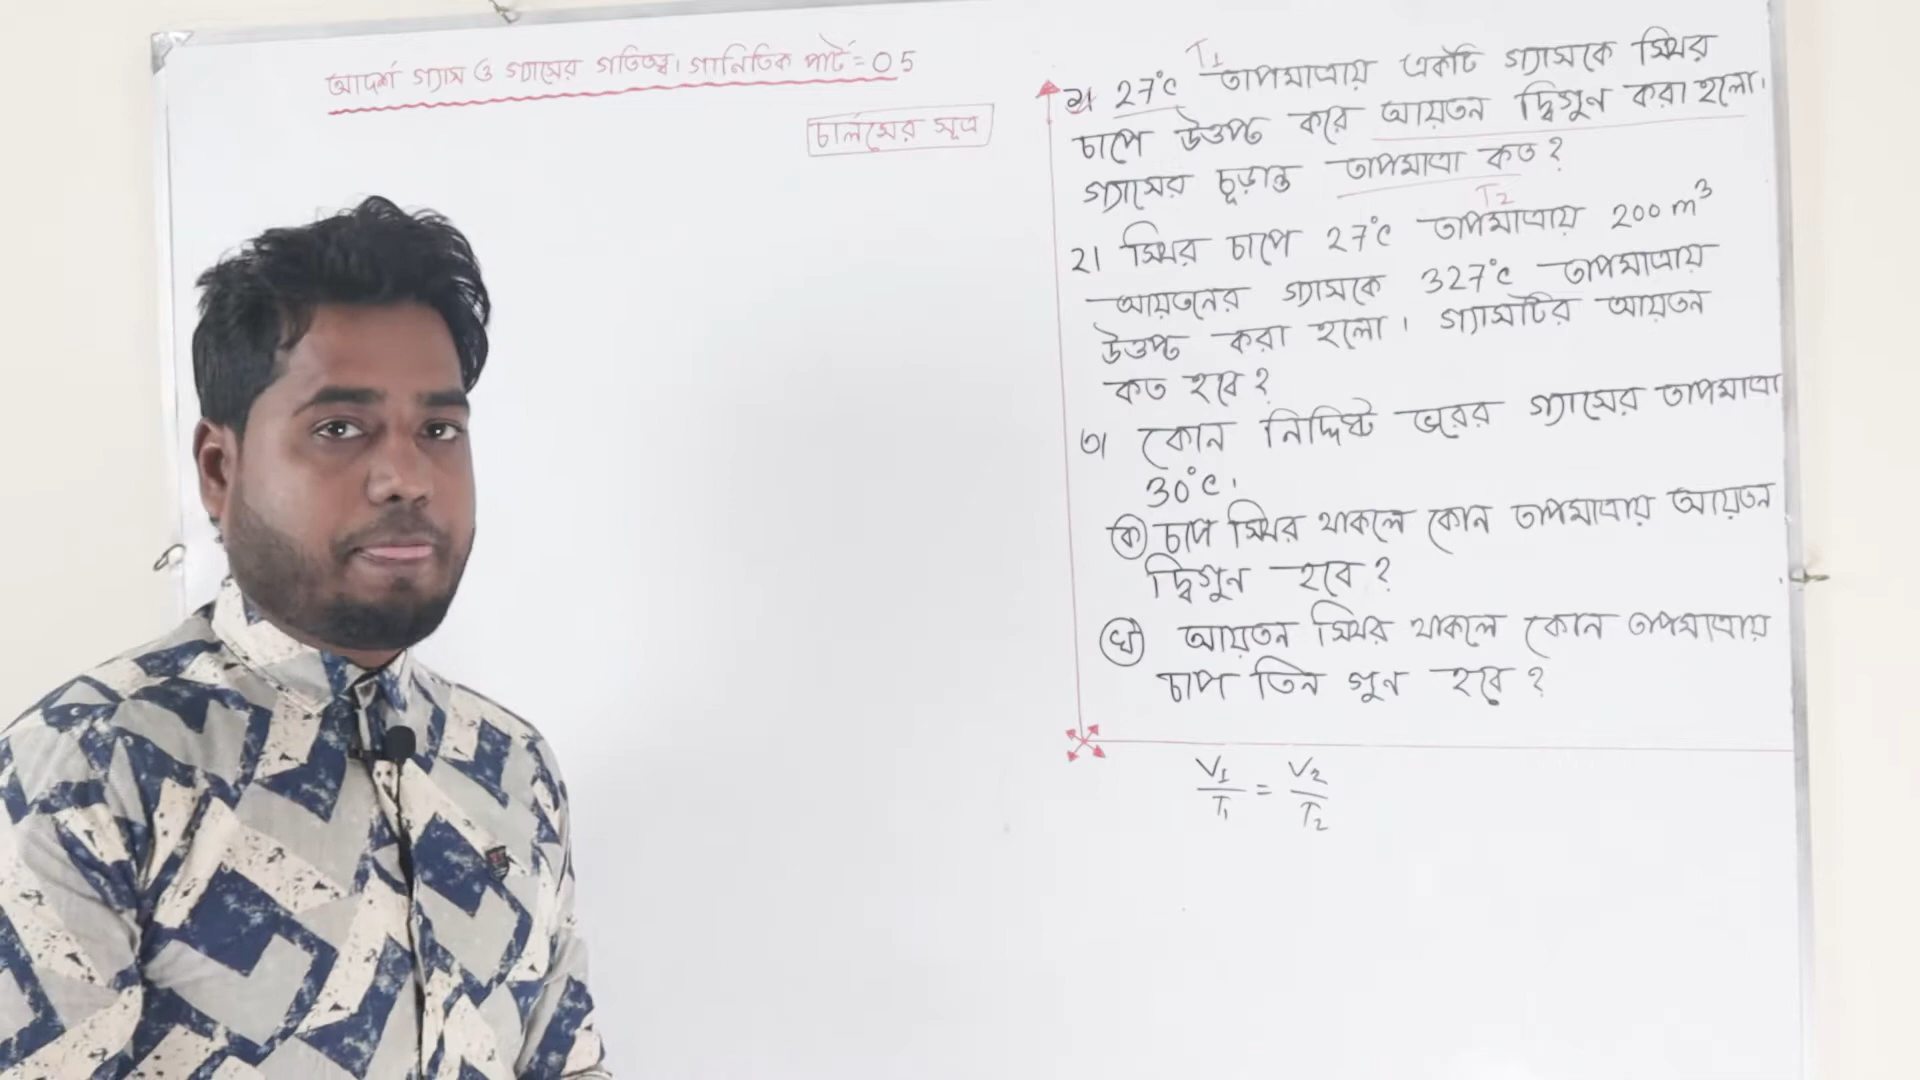 আদর্শ গ্যাস ও গ্যাসের গতিতত্ত্ব। গানিতিক পার্ট = 05
চার্লসের সূত্র
T₁
১। 27°C তাপমাত্রায় একটি গ্যাসকে স্থির
চাপে উত্তপ্ত করে আয়তন দ্বিগুন করা হলো।
গ্যাসের চূড়ান্ত তাপমাত্রা কত?
T₂
২। স্থির চাপে 27°C তাপমাত্রায় 200 m³
আয়তনের গ্যাসকে 327°C তাপমাত্রায়
উত্তপ্ত করা হলো। গ্যাসটির আয়তন
কত হবে?
৩। কোন নির্দিষ্ট ভরের গ্যাসের তাপমাত্রা
30°C।
(ক) চাপ স্থির থাকলে কোন তাপমাত্রায় আয়তন
দ্বিগুন হবে?
(খ) আয়তন স্থির থাকলে কোন তাপমাত্রায়
চাপ তিন গুন হবে?
V₁/T₁ = V₂/T₂